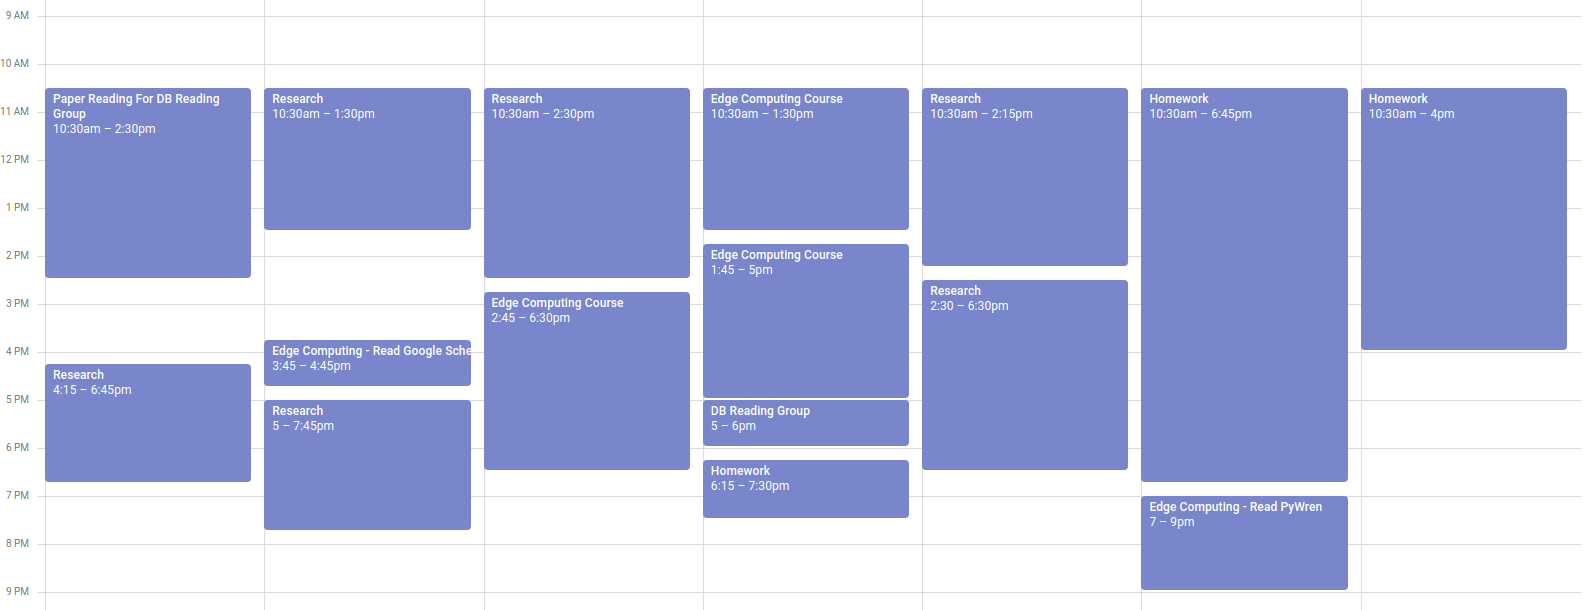 9 AM
10 AM
11 AM
12 PM
1 PM
2 PM
3 PM
4 PM
5 PM
6 PM
7 PM
8 PM
9 PM
Paper Reading For DB Reading
Group
10:30am – 2:30pm
Research
4:15 – 6:45pm
Research
10:30am – 1:30pm
Edge Computing - Read Google Sche
3:45 – 4:45pm
Research
5 – 7:45pm
Research
10:30am – 2:30pm
Edge Computing Course
2:45 – 6:30pm
Edge Computing Course
10:30am – 1:30pm
Edge Computing Course
1:45 – 5pm
DB Reading Group
5 – 6pm
Homework
6:15 – 7:30pm
Research
10:30am – 2:15pm
Research
2:30 – 6:30pm
Homework
10:30am – 6:45pm
Edge Computing - Read PyWren
7 – 9pm
Homework
10:30am – 4pm